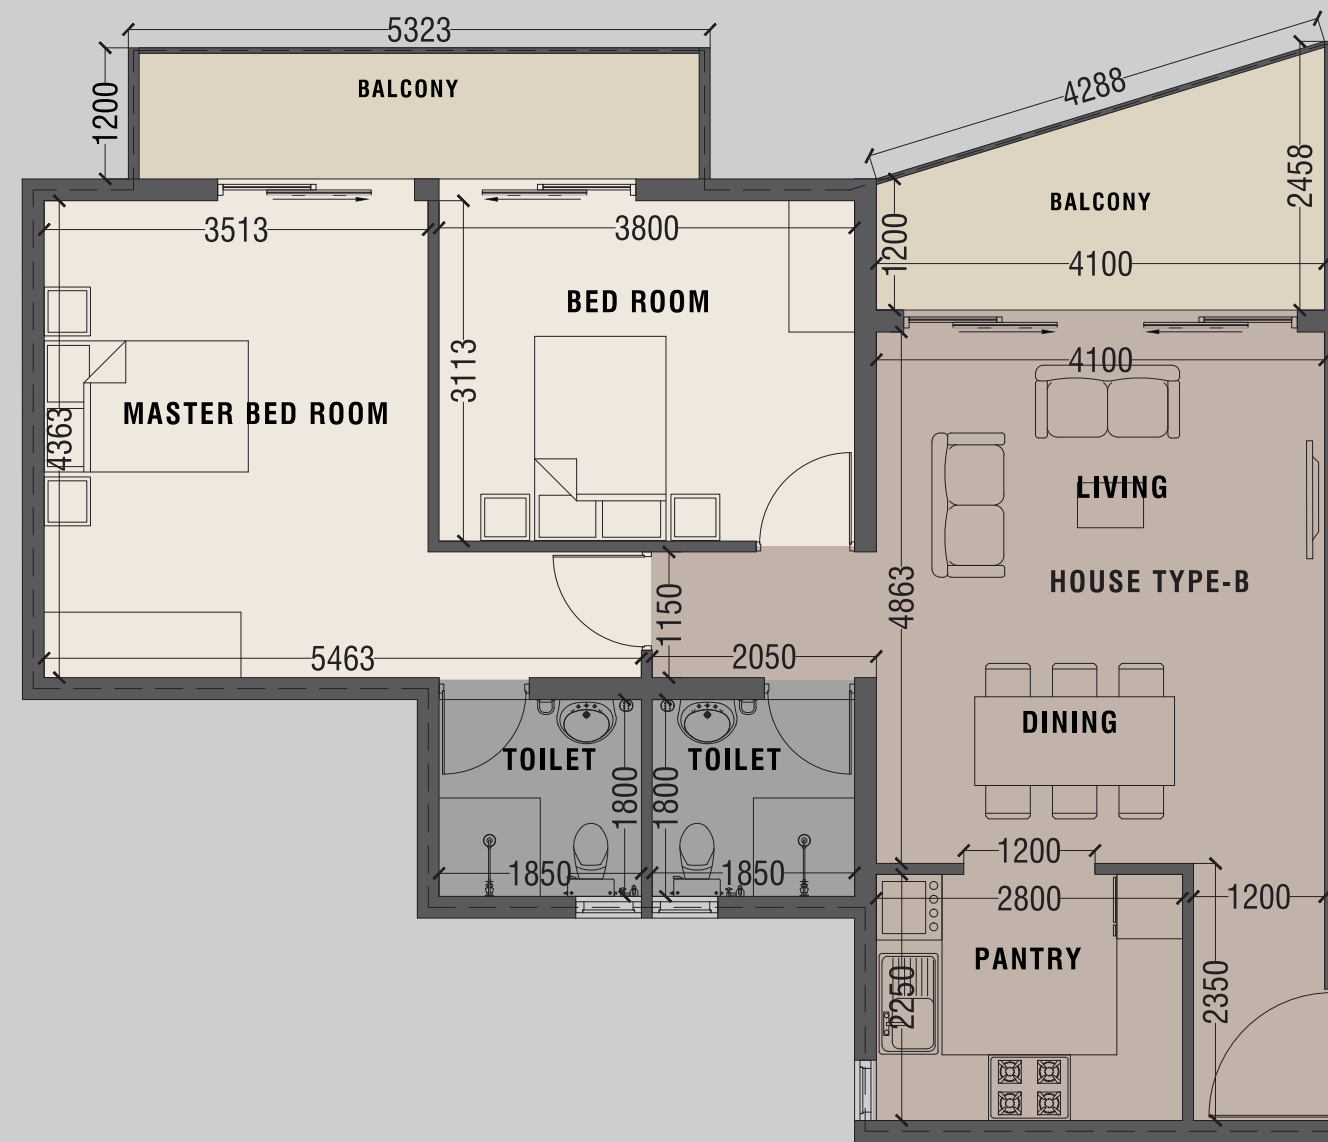 5323
1200
BALCONY
4288
2458
BALCONY
1200
4100
3513
3800
BED ROOM
3113
4100
MASTER BED ROOM
4363
LIVING
HOUSE TYPE-B
4863
1150
5463
2050
DINING
TOILET
TOILET
1800
1800
1850
1850
1200
2800
1200
PANTRY
2250
2350